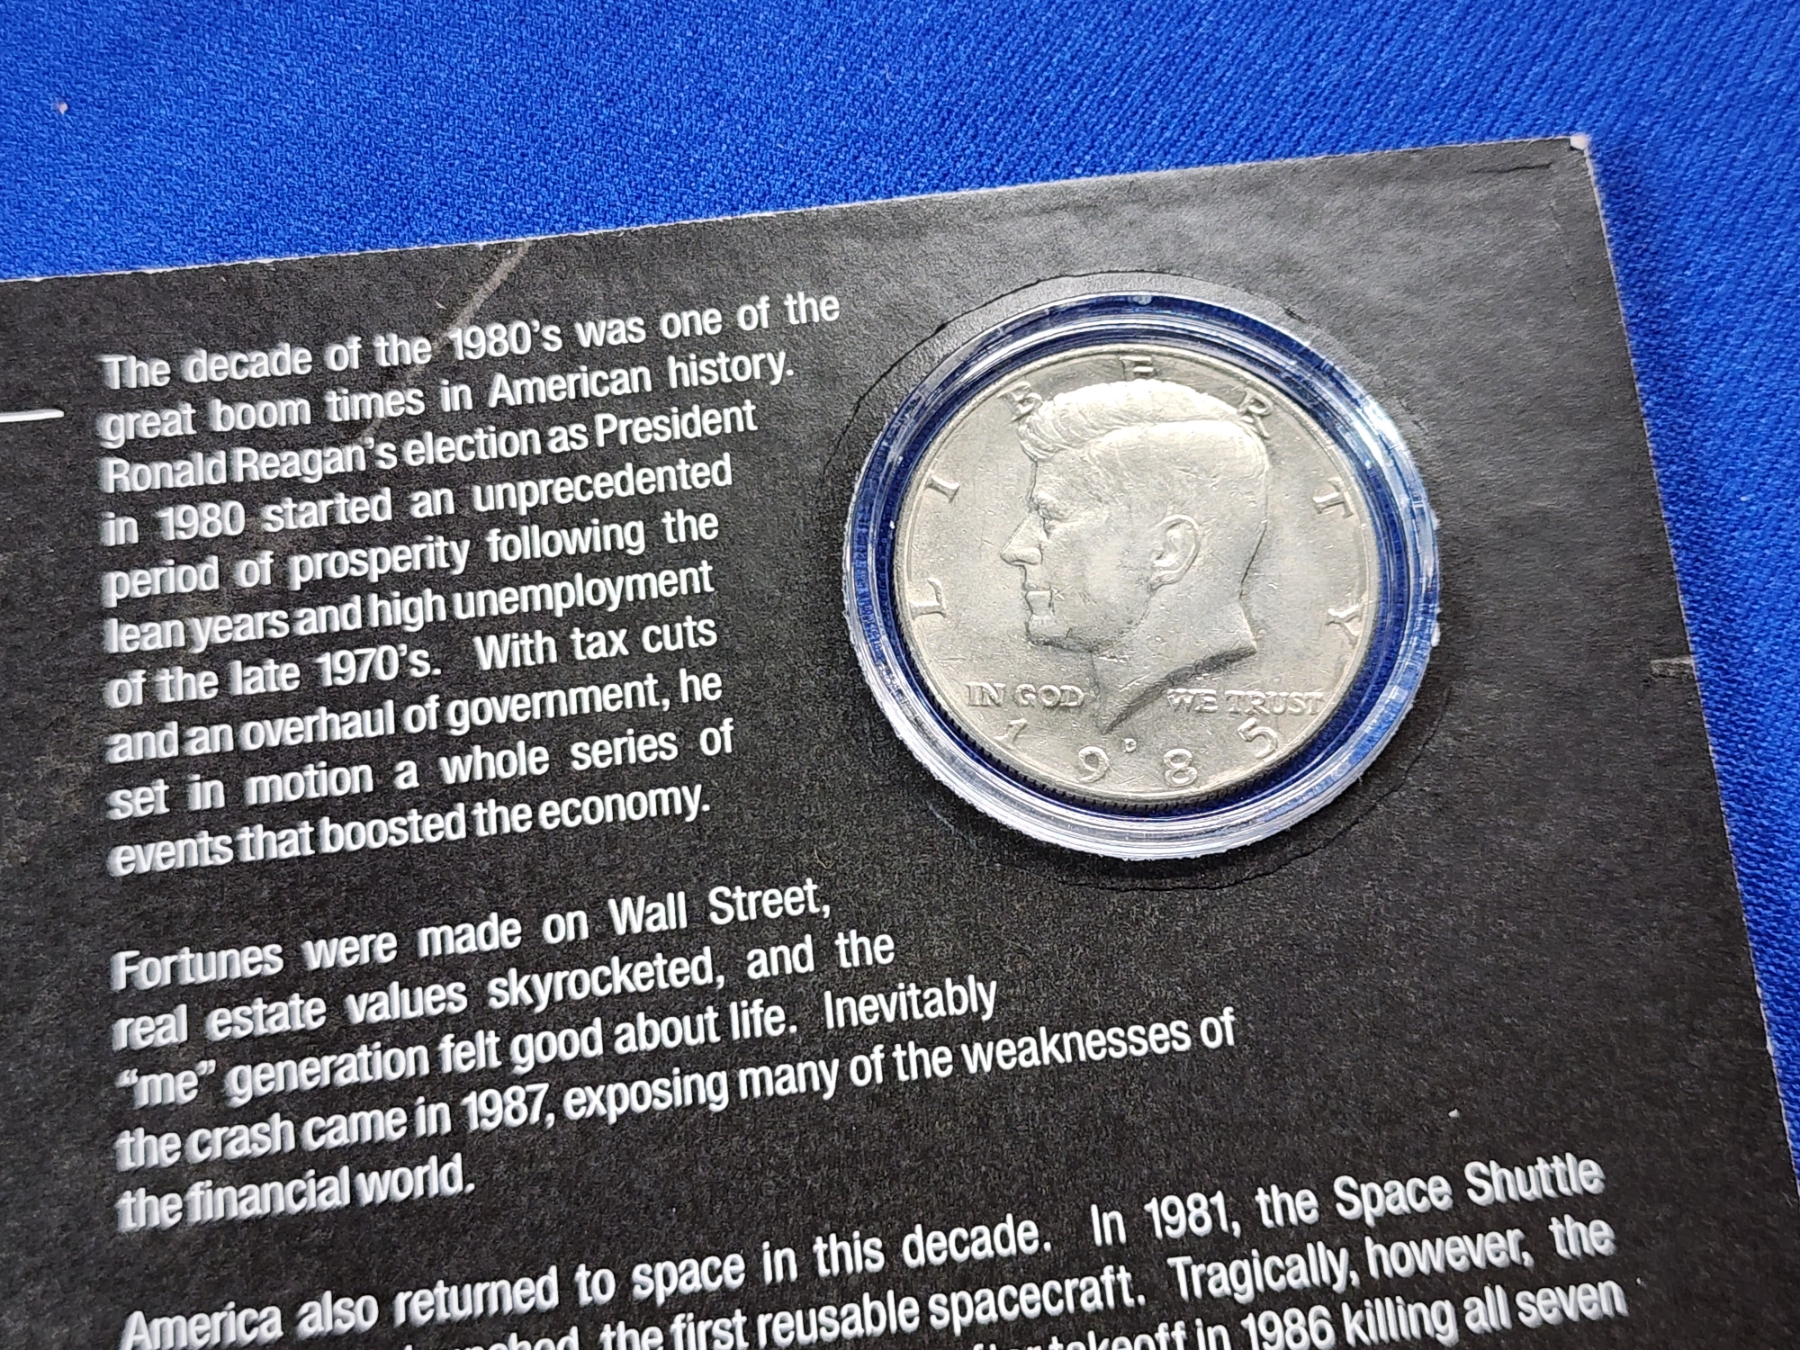 The decade of the 1980's was one of the
great boom times in American history.
Ronald Reagan's election as President
in 1980 started an unprecedented
period of prosperity following the
lean years and high unemployment
of the late 1970's. With tax cuts
and an overhaul of government, he
set in motion a whole series of
events that boosted the economy.
Fortunes were made on Wall Street,
real estate values skyrocketed, and the
“me” generation felt good about life. Inevitably
the crash came in 1987, exposing many of the weaknesses of
the financial world.
America also returned to space in this decade. In 1981, the Space Shuttle
the first reusable spacecraft. Tragically, however, the
takeoff in 1986 killing all seven
LIBERTY
IN GOD WE TRUST
D
1985